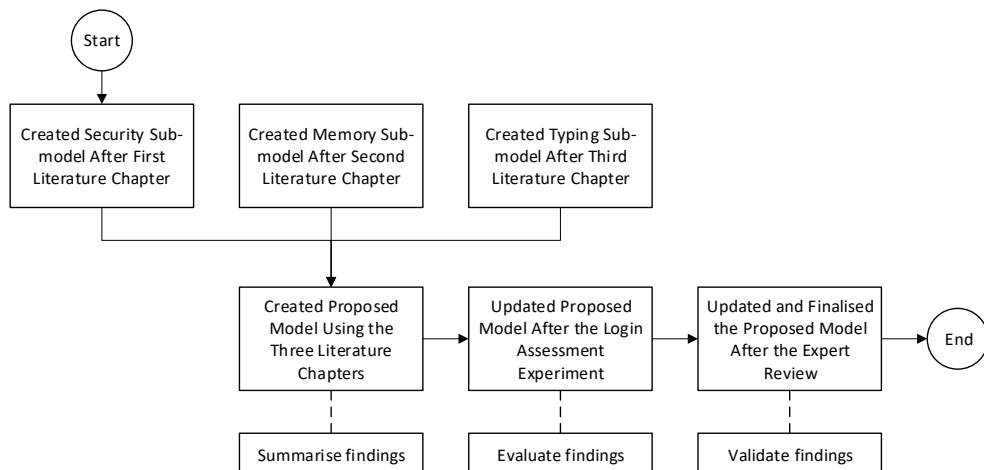 Start
Created Security Sub-
model After First
Literature Chapter
Created Memory Sub-
model After Second
Literature Chapter
Created Typing Sub-
model After Third
Literature Chapter
Created Proposed
Model Using the
Three Literature
Chapters
Updated Proposed
Model After the Login
Assessment
Experiment
Updated and Finalised
the Proposed Model
After the Expert
Review
End
Summarise findings
Evaluate findings
Validate findings